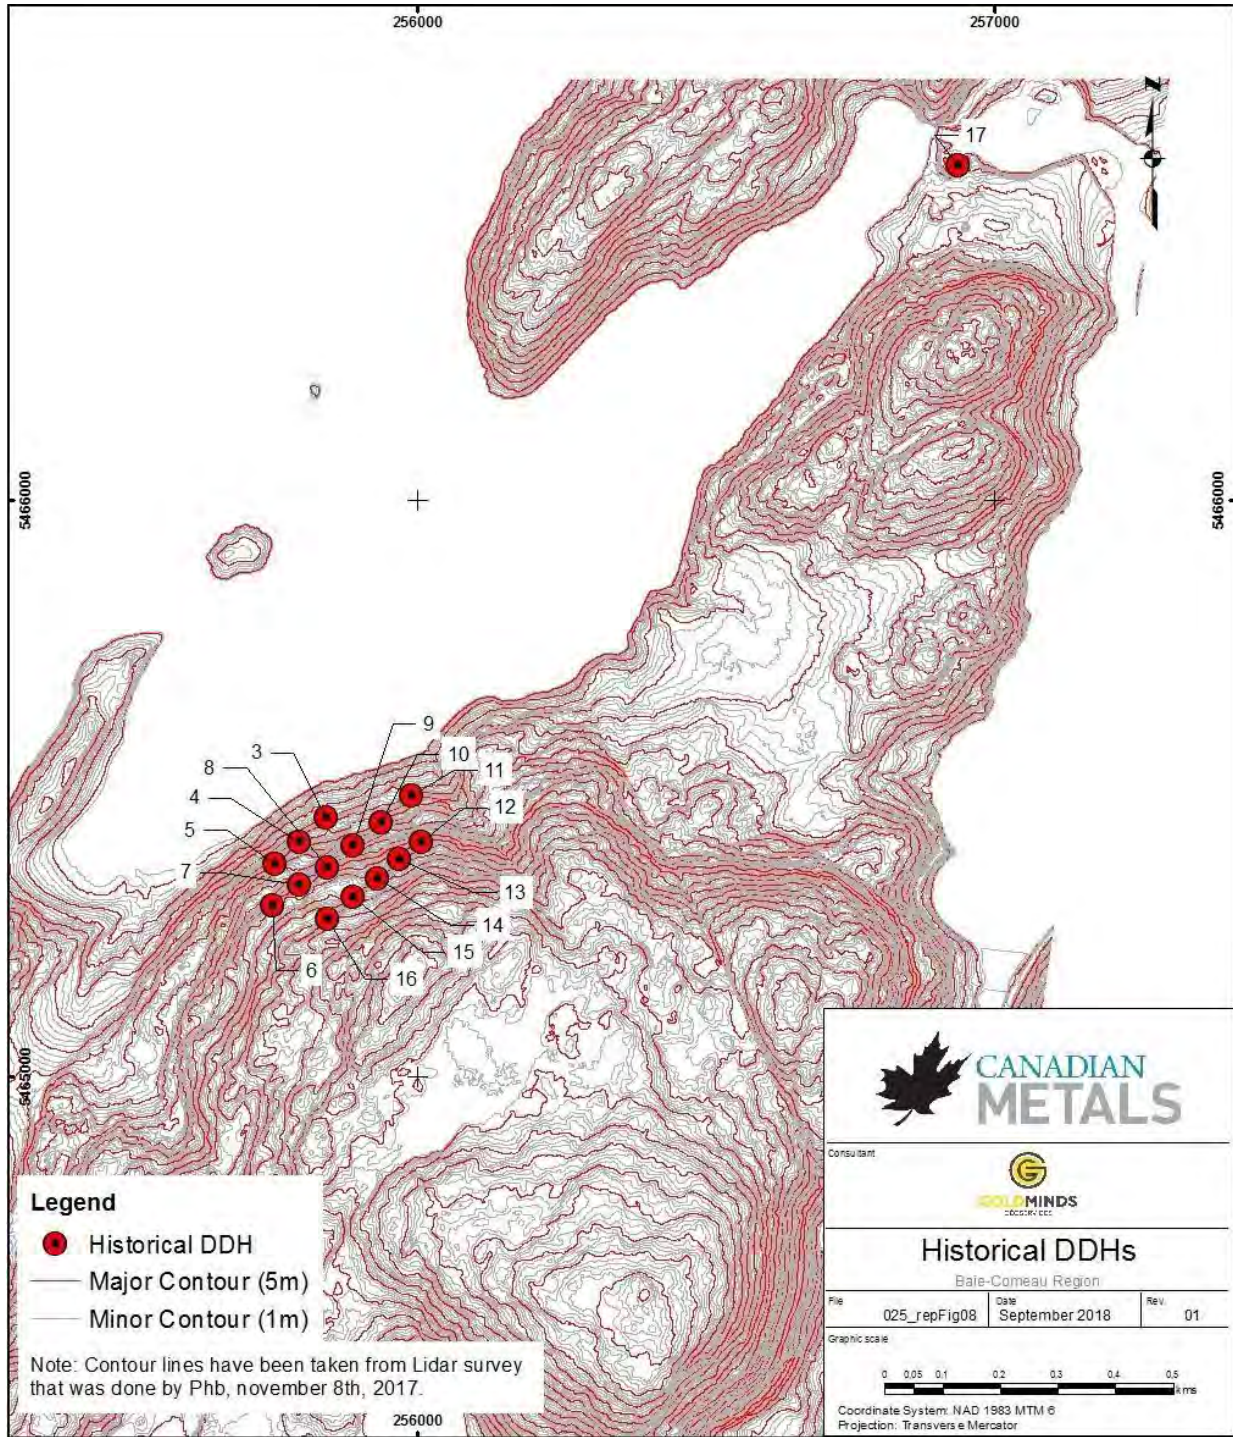 256000
257000
N
17
5466000
5466000
9
3
10
8
11
4
12
5
7
13
14
15
6
16
5465000
CANADIAN
METALS
Consultant
G
GOLDMINDS
GEOSERVICES
Legend
Historical DDH
Major Contour (5m)
Minor Contour (1m)
Note: Contour lines have been taken from Lidar survey
that was done by Phb, november 8th, 2017.
Historical DDHs
Baie-Comeau Region
File
025_repFig08
Date
September 2018
Rev.
01
Graphic scale
0 0,05 0,1 0,2 0,3 0,4 0,5
kms
Coordinate System: NAD 1983 MTM 6
Projection: Transverse Mercator
256000